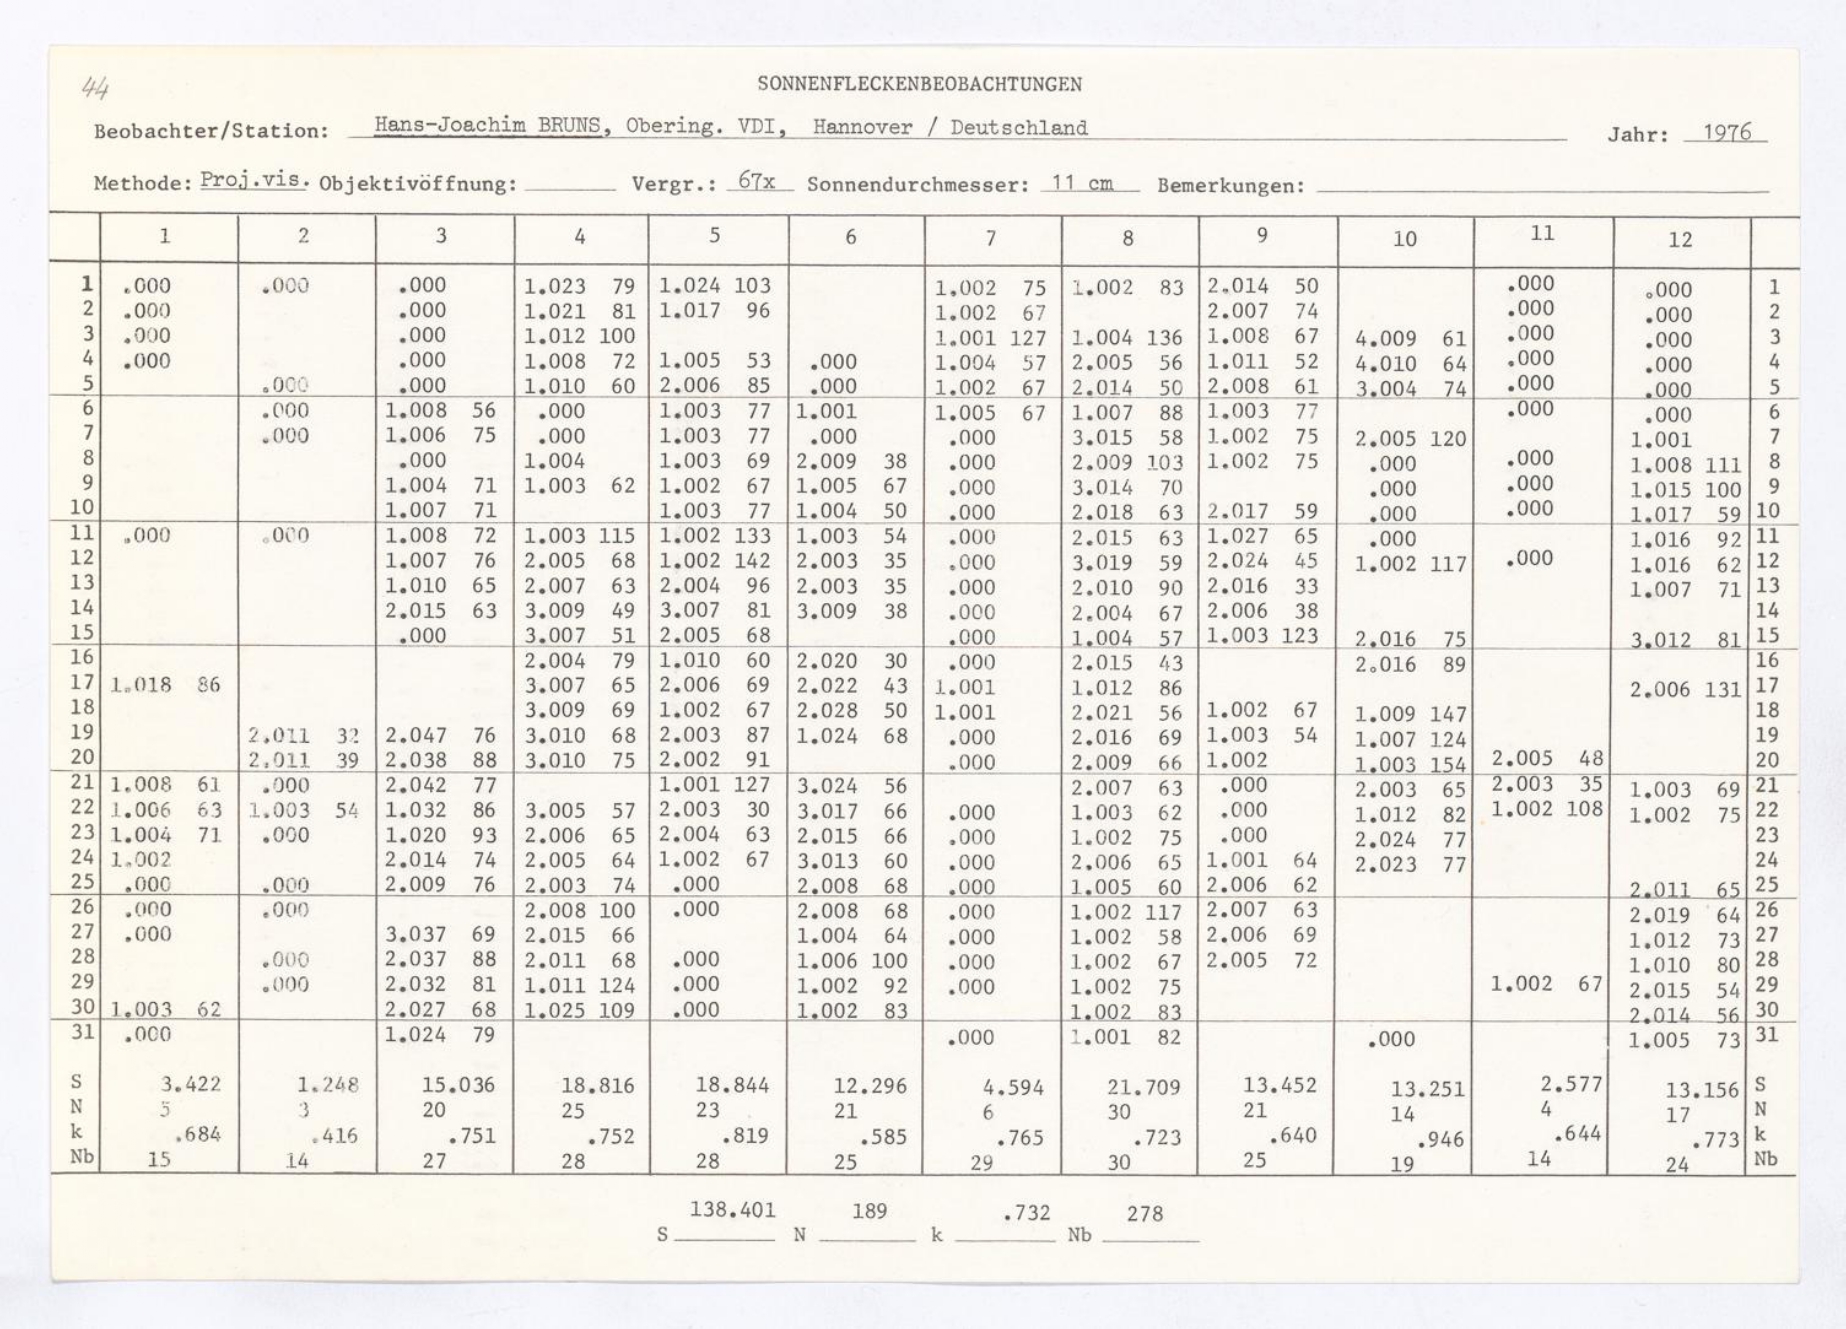 44
SONNENFLECKENBEOBACHTUNGEN
Beobachter/Station: Hans-Joachim BRUNS, Obering. VDI, Hannover / Deutschland Jahr: 1976
Methode: Proj.vis. Objektivöffnung: Vergr.: 67x Sonnendurchmesser: 11 cm Bemerkungen:
1 2 3 4 5 6 7 8 9 10 11 12
1 .000 .000 .000 1.023 79 1.024 103 1.002 75 1.002 83 2.014 50 .000 .000 1
2 .000 .000 1.021 81 1.017 96 1.002 67 2.007 74 .000 .000 2
3 .000 .000 1.012 100 1.001 127 1.004 136 1.008 67 4.009 61 .000 .000 3
4 .000 .000 1.008 72 1.005 53 .000 1.004 57 2.005 56 1.011 52 4.010 64 .000 .000 4
5 .000 .000 1.010 60 2.006 85 .000 1.002 67 2.014 50 2.008 61 3.004 74 .000 .000 5
6 .000 1.008 56 .000 1.003 77 1.001 1.005 67 1.007 88 1.003 77 .000 .000 6
7 .000 1.006 75 .000 1.003 77 .000 .000 3.015 58 1.002 75 2.005 120 1.001 7
8 .000 1.004 1.003 69 2.009 38 .000 2.009 103 1.002 75 .000 .000 1.008 111 8
9 1.004 71 1.003 62 1.002 67 1.005 67 .000 3.014 70 .000 .000 1.015 100 9
10 1.007 71 1.003 77 1.004 50 .000 2.018 63 2.017 59 .000 .000 1.017 59 10
11 .000 .000 1.008 72 1.003 115 1.002 133 1.003 54 .000 2.015 63 1.027 65 .000 1.016 92 11
12 1.007 76 2.005 68 1.002 142 2.003 35 .000 3.019 59 2.024 45 1.002 117 .000 1.016 62 12
13 1.010 65 2.007 63 2.004 96 2.003 35 .000 2.010 90 2.016 33 1.007 71 13
14 2.015 63 3.009 49 3.007 81 3.009 38 .000 2.004 67 2.006 38 14
15 .000 3.007 51 2.005 68 .000 1.004 57 1.003 123 2.016 75 3.012 81 15
16 2.004 79 1.010 60 2.020 30 .000 2.015 43 2.016 89 16
17 1.018 86 3.007 65 2.006 69 2.022 43 1.001 1.012 86 2.006 131 17
18 3.009 69 1.002 67 2.028 50 1.001 2.021 56 1.002 67 1.009 147 18
19 2.011 32 2.047 76 3.010 68 2.003 87 1.024 68 .000 2.016 69 1.003 54 1.007 124 19
20 2.011 39 2.038 88 3.010 75 2.002 91 .000 2.009 66 1.002 1.003 154 2.005 48 20
21 1.008 61 .000 2.042 77 1.001 127 3.024 56 2.007 63 .000 2.003 65 2.003 35 1.003 69 21
22 1.006 63 1.003 54 1.032 86 3.005 57 2.003 30 3.017 66 .000 1.003 62 .000 1.012 82 1.002 108 1.002 75 22
23 1.004 71 .000 1.020 93 2.006 65 2.004 63 2.015 66 .000 1.002 75 .000 2.024 77 23
24 1.002 2.014 74 2.005 64 1.002 67 3.013 60 .000 2.006 65 1.001 64 2.023 77 24
25 .000 .000 2.009 76 2.003 74 .000 2.008 68 .000 1.005 60 2.006 62 2.011 65 25
26 .000 .000 2.008 100 .000 2.008 68 .000 1.002 117 2.007 63 2.019 64 26
27 .000 3.037 69 2.015 66 1.004 64 .000 1.002 58 2.006 69 1.012 73 27
28 .000 2.037 88 2.011 68 .000 1.006 100 .000 1.002 67 2.005 72 1.010 80 28
29 .000 2.032 81 1.011 124 .000 1.002 92 .000 1.002 75 1.002 67 2.015 54 29
30 1.003 62 2.027 68 1.025 109 .000 1.002 83 1.002 83 2.014 56 30
31 .000 1.024 79 .000 1.001 82 .000 1.005 73 31
S 3.422 1.248 15.036 18.816 18.844 12.296 4.594 21.709 13.452 13.251 2.577 13.156 S
N 5 3 20 25 23 21 6 30 21 14 4 17 N
k .684 .416 .751 .752 .819 .585 .765 .723 .640 .946 .644 .773 k
Nb 15 14 27 28 28 25 29 30 25 19 14 24 Nb
S 138.401 N 189 k .732 Nb 278